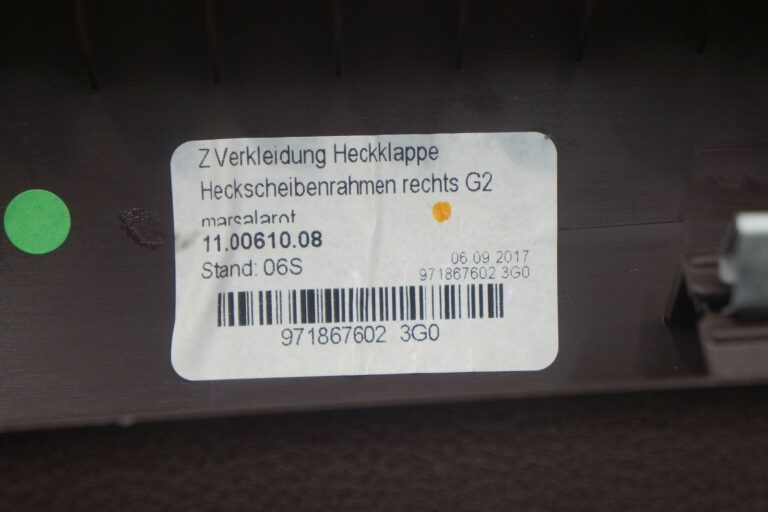 Z Verkleidung Heckklappe
Heckscheibenrahmen rechts G2
marsalarot
11.00610.08
Stand: 06S
06.09.2017
971867602 3G0
971867602 3G0